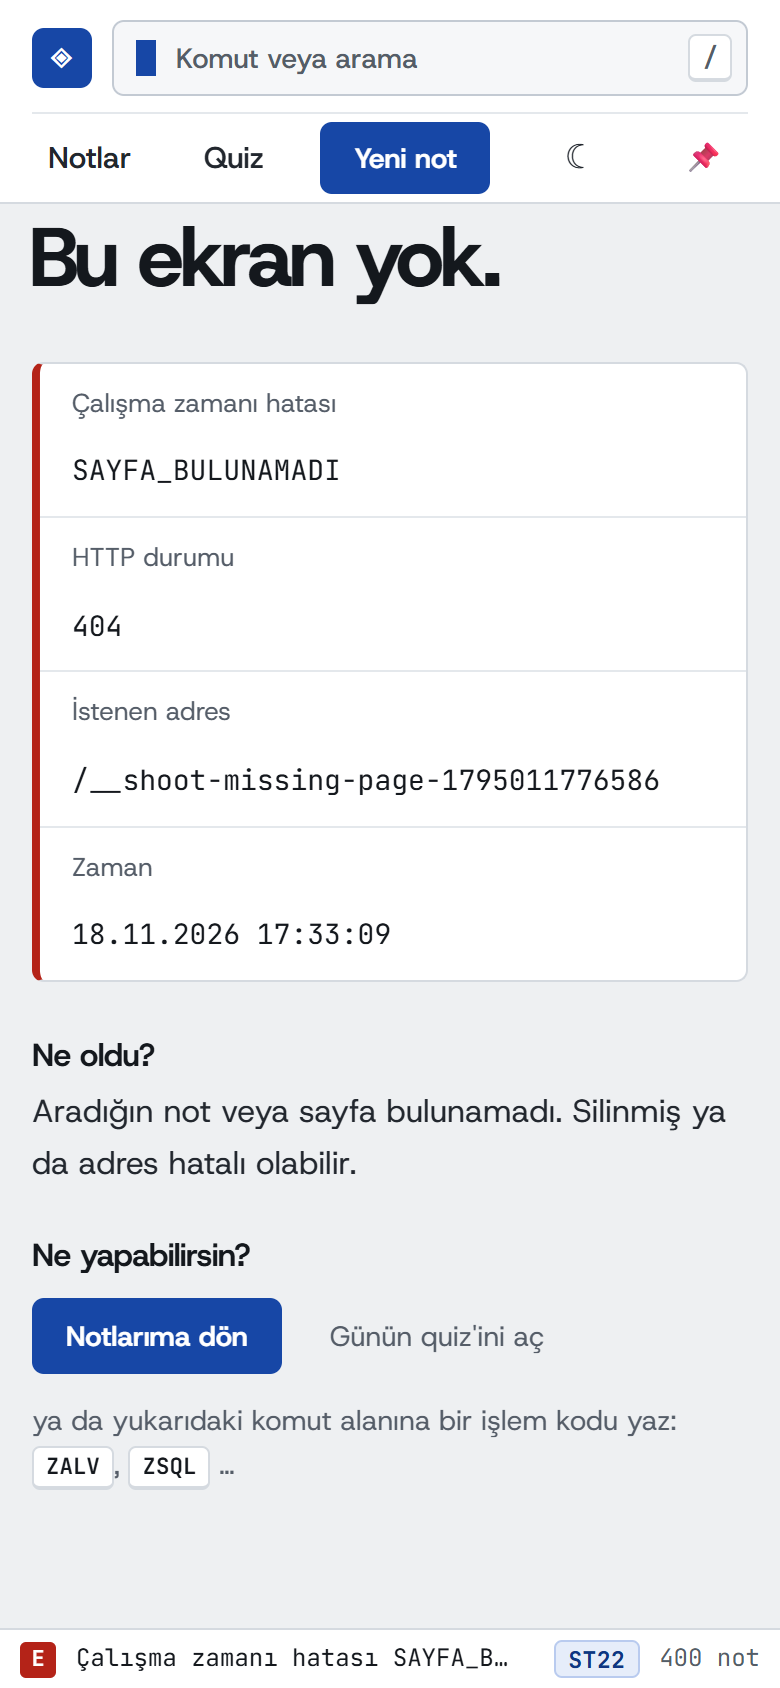 Komut veya arama /
Notlar Quiz Yeni not
Bu ekran yok.
Çalışma zamanı hatası
SAYFA_BULUNAMADI
HTTP durumu
404
İstenen adres
/__shoot-missing-page-1795011776586
Zaman
18.11.2026 17:33:09
Ne oldu?
Aradığın not veya sayfa bulunamadı. Silinmiş ya
da adres hatalı olabilir.
Ne yapabilirsin?
Notlarıma dön Günün quiz'ini aç
ya da yukarıdaki komut alanına bir işlem kodu yaz:
ZALV, ZSQL …
E Çalışma zamanı hatası SAYFA_B… ST22 400 not